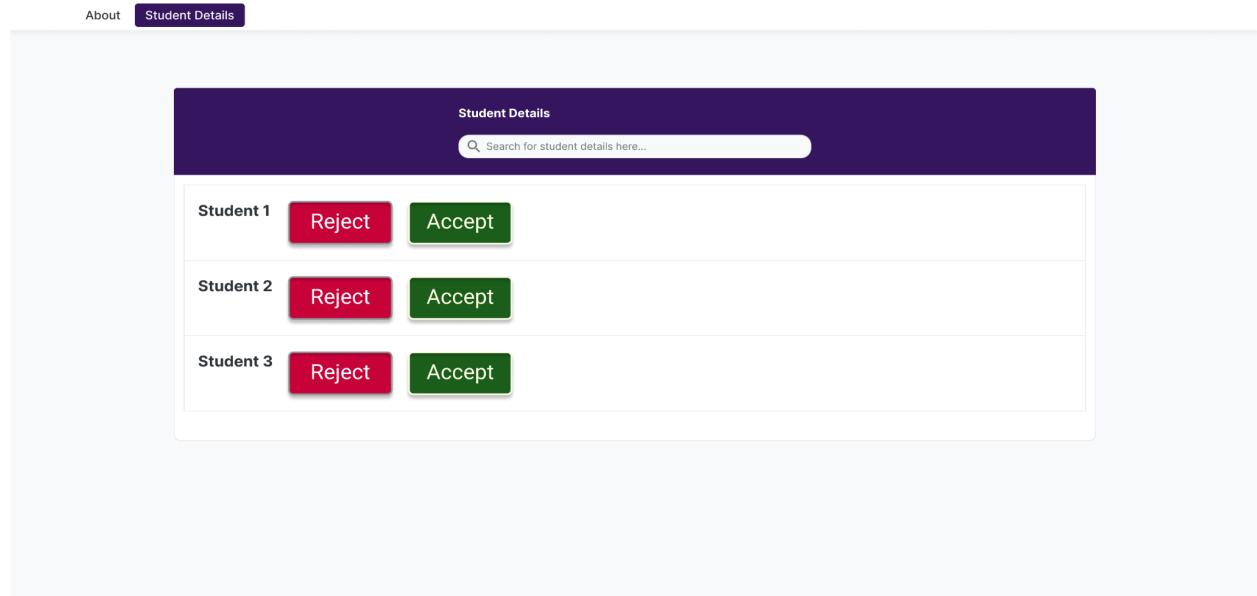 About Student Details
Student Details
Search for student details here...
Student 1 Reject Accept
Student 2 Reject Accept
Student 3 Reject Accept